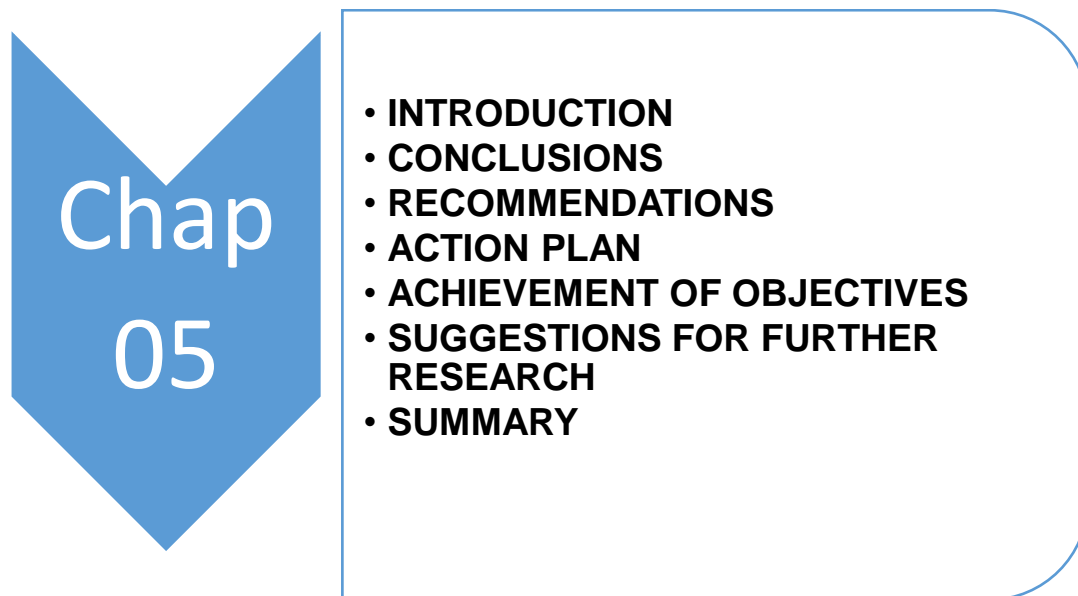 Chap
05
• INTRODUCTION
• CONCLUSIONS
• RECOMMENDATIONS
• ACTION PLAN
• ACHIEVEMENT OF OBJECTIVES
• SUGGESTIONS FOR FURTHER
RESEARCH
• SUMMARY